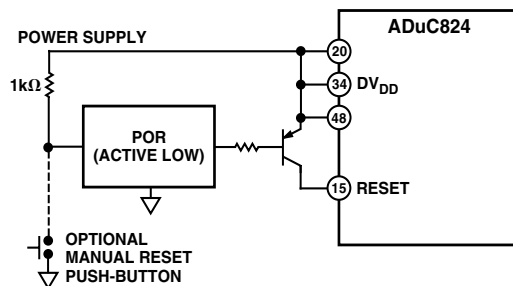 ADuC824
POWER SUPPLY
20
1kΩ
34
DVDD
48
POR
(ACTIVE LOW)
15
RESET
OPTIONAL
MANUAL RESET
PUSH-BUTTON